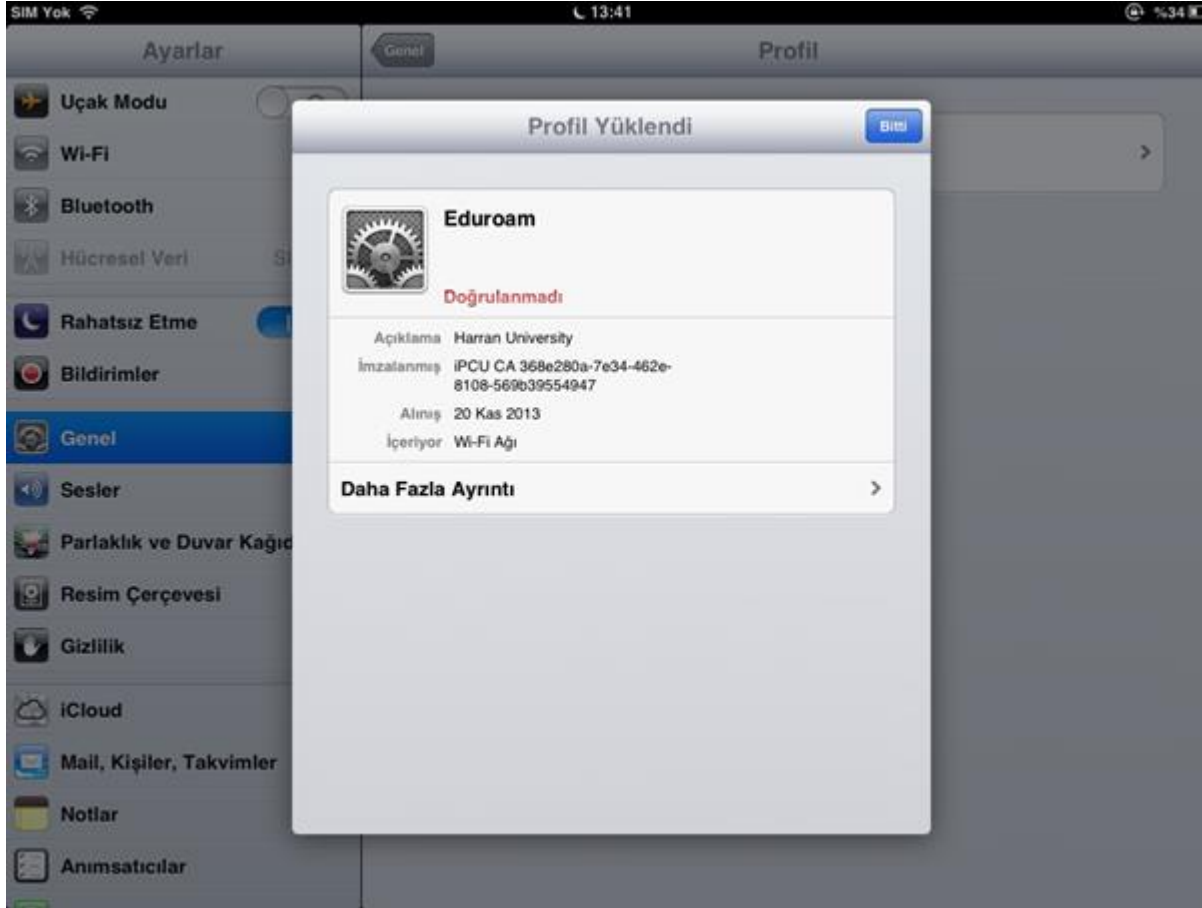 SIM Yok 13:41 %34
Ayarlar
Genel
Profil
Uçak Modu
Wi-Fi
Bluetooth
Hücresel Veri
Rahatsız Etme
Bildirimler
Genel
Sesler
Parlaklık ve Duvar Kağıd
Resim Çerçevesi
Gizlilik
iCloud
Mail, Kişiler, Takvimler
Notlar
Anımsatıcılar
Profil Yüklendi
Bitti
Eduroam
Doğrulanmadı
Açıklama Harran University
İmzalanmış iPCU CA 368e280a-7e34-462e-
8108-569b39554947
Alınış 20 Kas 2013
İçeriyor Wi-Fi Ağı
Daha Fazla Ayrıntı